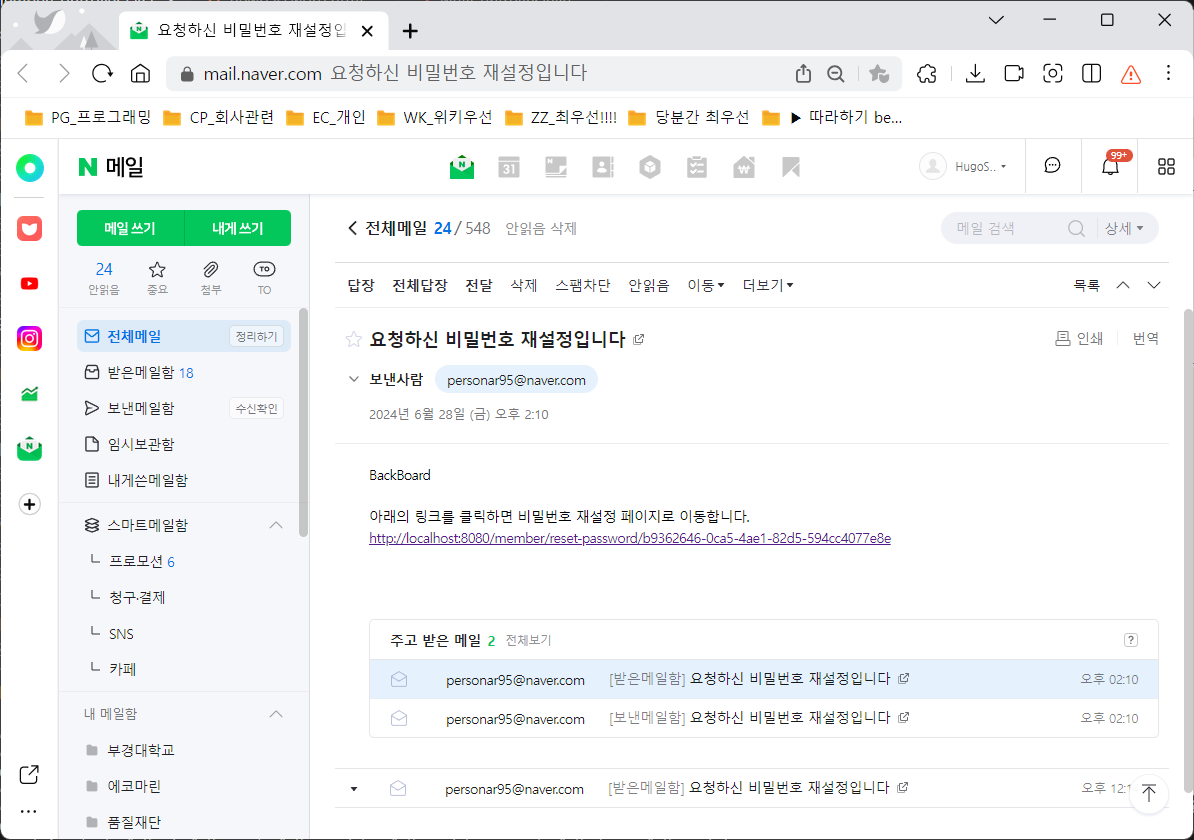 요청하신 비밀번호 재설정입
mail.naver.com 요청하신 비밀번호 재설정입니다
PG_프로그래밍 CP_회사관련 EC_개인 WK_위키우선 ZZ_최우선!!!! 당분간 최우선 ▶ 따라하기 be...
N 메일
31
HugoS..
99+
메일 쓰기 내게 쓰기
24 안읽음
중요
첨부
TO TO
전체메일 정리하기
받은메일함 18
보낸메일함 수신확인
임시보관함
내게쓴메일함
스마트메일함
프로모션 6
청구·결제
SNS
카페
내 메일함
부경대학교
에코마린
품질재단
전체메일 24 / 548 안읽음 삭제
메일 검색 상세
답장 전체답장 전달 삭제 스팸차단 안읽음 이동 더보기 목록
요청하신 비밀번호 재설정입니다 인쇄 번역
보낸사람 personar95@naver.com
2024년 6월 28일 (금) 오후 2:10
BackBoard
아래의 링크를 클릭하면 비밀번호 재설정 페이지로 이동합니다.
http://localhost:8080/member/reset-password/b9362646-0ca5-4ae1-82d5-594cc4077e8e
주고 받은 메일 2 전체보기 ?
personar95@naver.com [받은메일함] 요청하신 비밀번호 재설정입니다 오후 02:10
personar95@naver.com [보낸메일함] 요청하신 비밀번호 재설정입니다 오후 02:10
personar95@naver.com [받은메일함] 요청하신 비밀번호 재설정입니다 오후